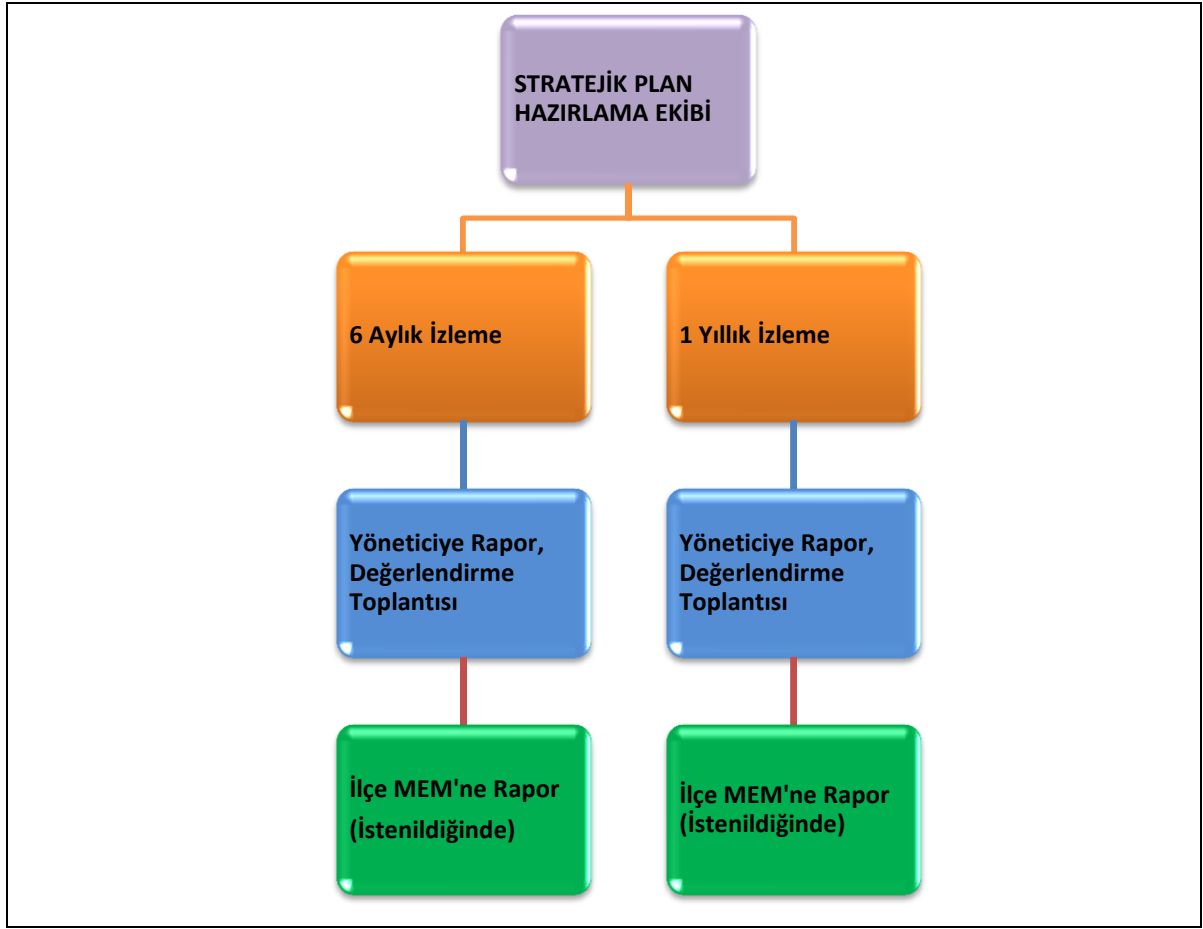 STRATEJİK PLAN
HAZIRLAMA EKİBİ
6 Aylık İzleme
1 Yıllık İzleme
Yöneticiye Rapor,
Değerlendirme
Toplantısı
Yöneticiye Rapor,
Değerlendirme
Toplantısı
İlçe MEM'ne Rapor
(İstenildiğinde)
İlçe MEM'ne Rapor
(İstenildiğinde)